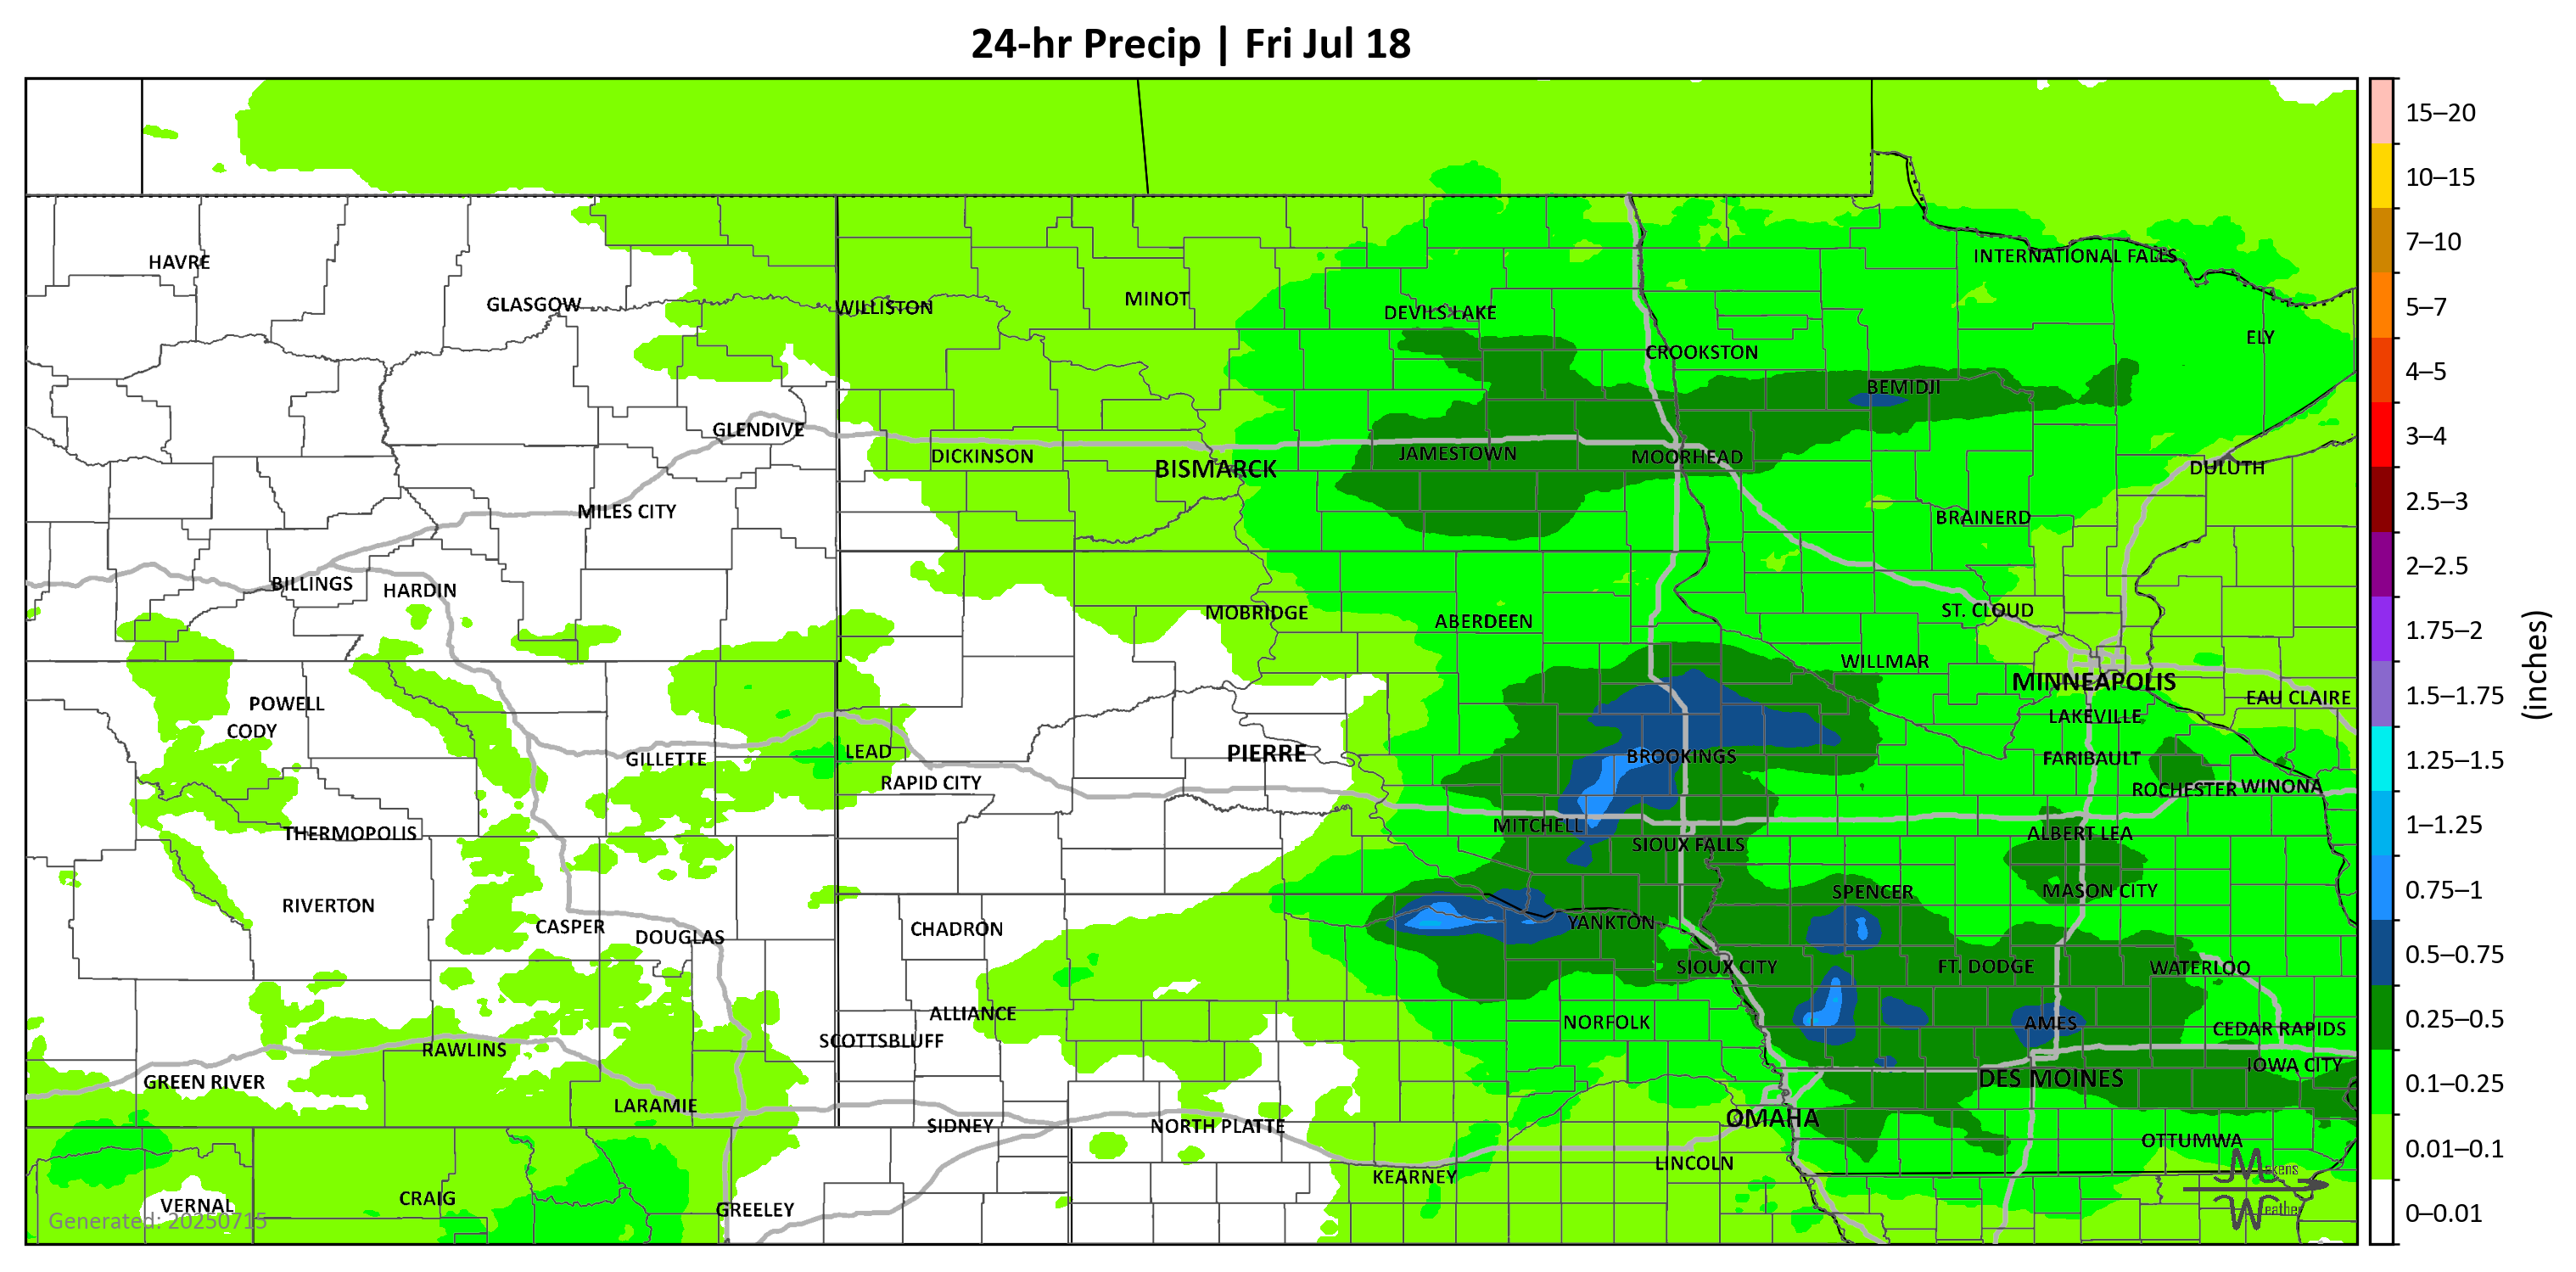 24-hr Precip | Fri Jul 18
15–20
10–15
7–10
HAVRE
INTERNATIONAL FALLS
GLASGOW
WILLISTON
MINOT
DEVILS LAKE
5–7
ELY
CROOKSTON
4–5
BEMIDJI
GLENDIVE
3–4
DICKINSON
BISMARCK
JAMESTOWN
MOORHEAD
DULUTH
2.5–3
MILES CITY
BRAINERD
2–2.5
BILLINGS
HARDIN
MOBRIDGE
ABERDEEN
ST. CLOUD
1.75–2
(inches)
WILLMAR
MINNEAPOLIS
1.5–1.75
POWELL
EAU CLAIRE
CODY
LAKEVILLE
GILLETTE
LEAD
PIERRE
BROOKINGS
FARIBAULT
1.25–1.5
RAPID CITY
ROCHESTER
WINONA
THERMOPOLIS
MITCHELL
ALBERT LEA
1–1.25
SIOUX FALLS
RIVERTON
SPENCER
MASON CITY
0.75–1
CASPER
DOUGLAS
CHADRON
YANKTON
0.5–0.75
SIOUX CITY
FT. DODGE
WATERLOO
ALLIANCE
NORFOLK
AMES
CEDAR RAPIDS
0.25–0.5
RAWLINS
SCOTTSBLUFF
IOWA CITY
GREEN RIVER
DES MOINES
0.1–0.25
LARAMIE
SIDNEY
NORTH PLATTE
OMAHA
OTTUMWA
0.01–0.1
LINCOLN
KEARNEY
Makens
VERNAL
CRAIG
GREELEY
Weather
Generated: 20250715
0–0.01